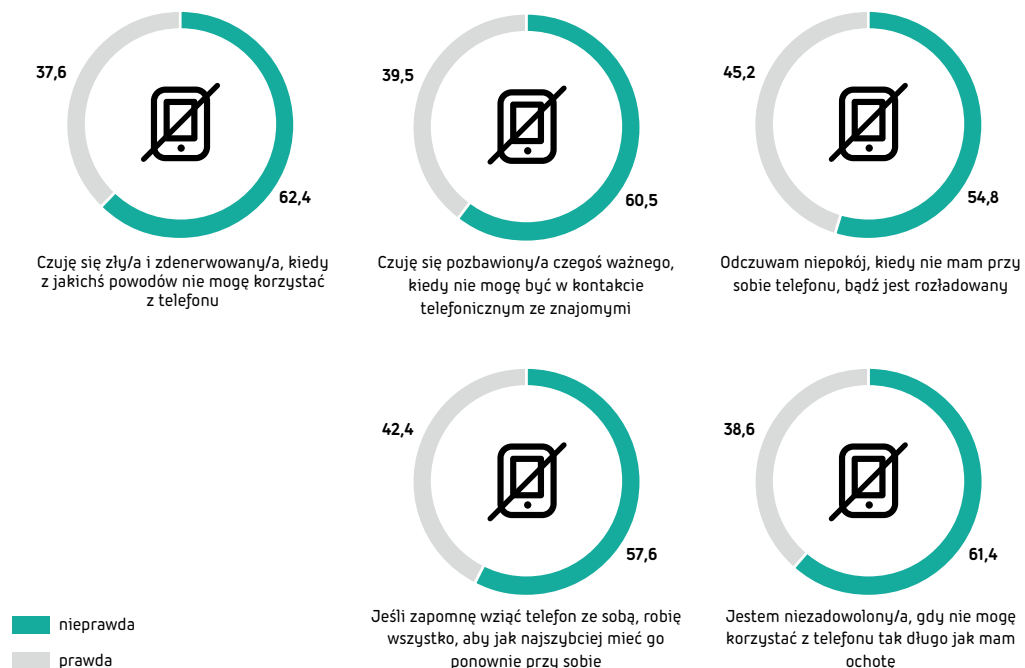 37,6
62,4
Czuję się zły/a i zdenerwowany/a, kiedy
z jakichś powodów nie mogę korzystać
z telefonu
39,5
60,5
Czuję się pozbawiony/a czegoś ważnego,
kiedy nie mogę być w kontakcie
telefonicznym ze znajomymi
45,2
54,8
Odczuwam niepokój, kiedy nie mam przy
sobie telefonu, bądź jest rozładowany
42,4
57,6
Jeśli zapomnę wziąć telefon ze sobą, robię
wszystko, aby jak najszybciej mieć go
ponownie przy sobie
38,6
61,4
Jestem niezadowolony/a, gdy nie mogę
korzystać z telefonu tak długo jak mam
ochotę
nieprawda
prawda